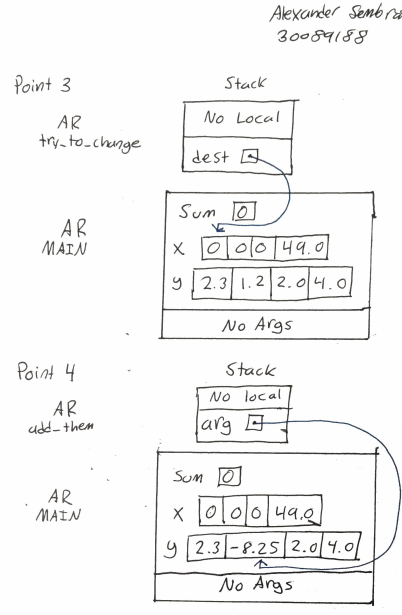 Alexander
30089188
Point 3
Stack
AR
try_to_change
No Local
dest
AR
MAIN
Sum 0
x 0 0 0 49.0
y 2.3 1.2 2.0 4.0
No Args
Point 4
Stack
AR
add_them
No local
arg
AR
MAIN
Sum 0
x 0 0 0 49.0
y 2.3 -8.25 2.0 4.0
No Args